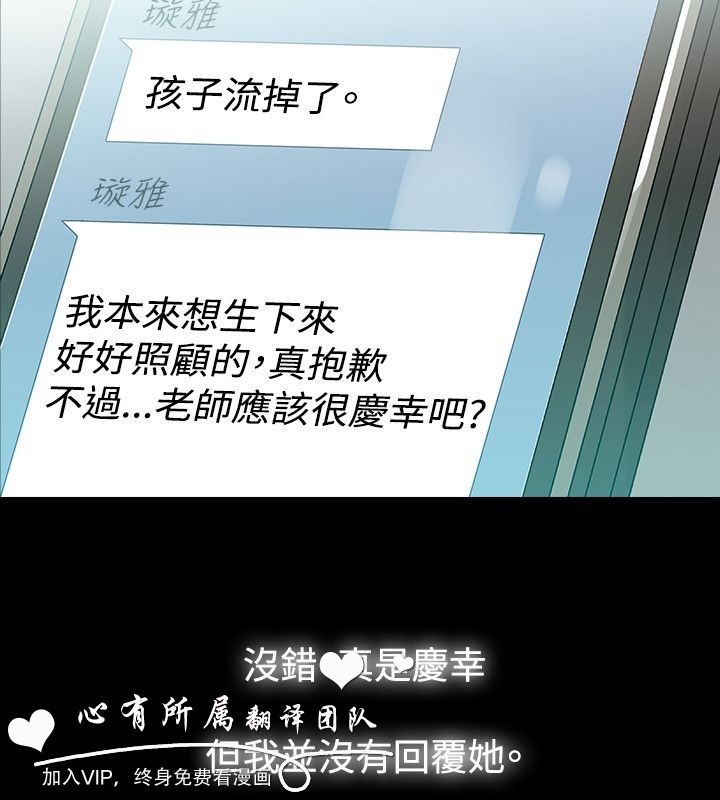 璇雅
孩子流掉了。
璇雅
我本來想生下來
好好照顧的，真抱歉
不過...老師應該很慶幸吧?
沒錯 真是慶幸
心有所属翻译团队
但我並沒有回覆她。
加入VIP，终身免费看漫画